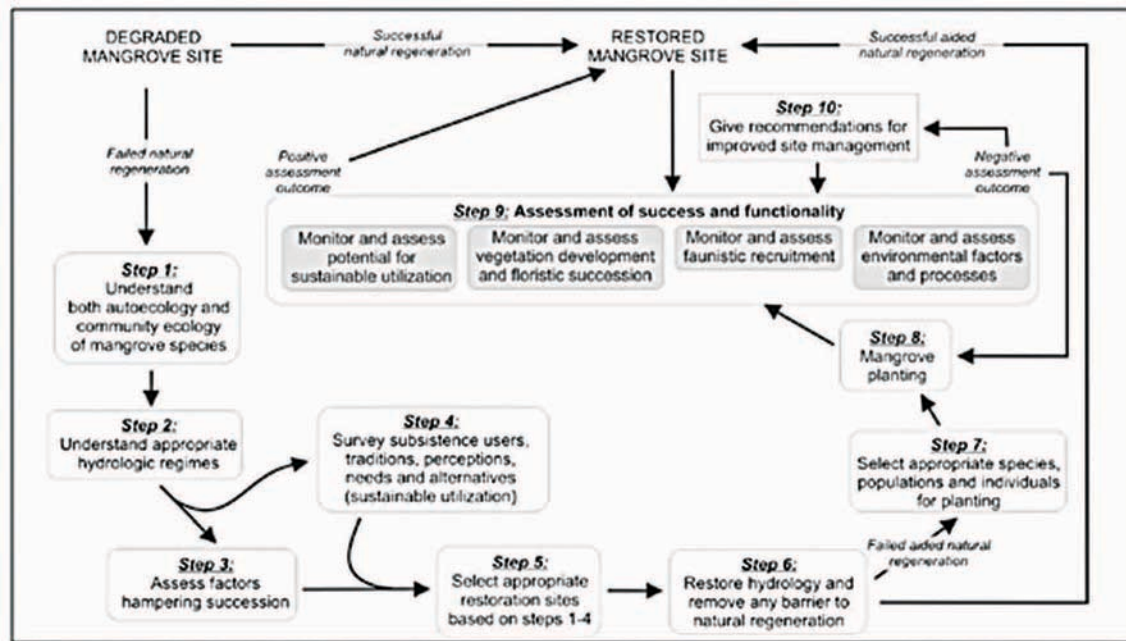 DEGRADED
MANGROVE SITE
Successful
natural regeneration
RESTORED
MANGROVE SITE
Successful aided
natural regeneration
Failed natural
regeneration
Positive
assessment
outcome
Step 10:
Give recommendations for
improved site management
Negative
assessment
outcome
Step 9: Assessment of success and functionality
Monitor and assess
potential for
sustainable utilization
Monitor and assess
vegetation development
and floristic succession
Monitor and assess
faunistic recruitment
Monitor and assess
environmental factors
and processes
Step 1:
Understand
both autoecology and
community ecology
of mangrove species
Step 8:
Mangrove
planting
Step 2:
Understand appropriate
hydrologic regimes
Step 4:
Survey subsistence users,
traditions, perceptions,
needs and alternatives
(sustainable utilization)
Step 7:
Select appropriate species,
populations and individuals
for planting
Step 3:
Assess factors
hampering succession
Step 5:
Select appropriate
restoration sites
based on steps 1-4
Step 6:
Restore hydrology and
remove any barrier to
natural regeneration
Failed aided natural
regeneration